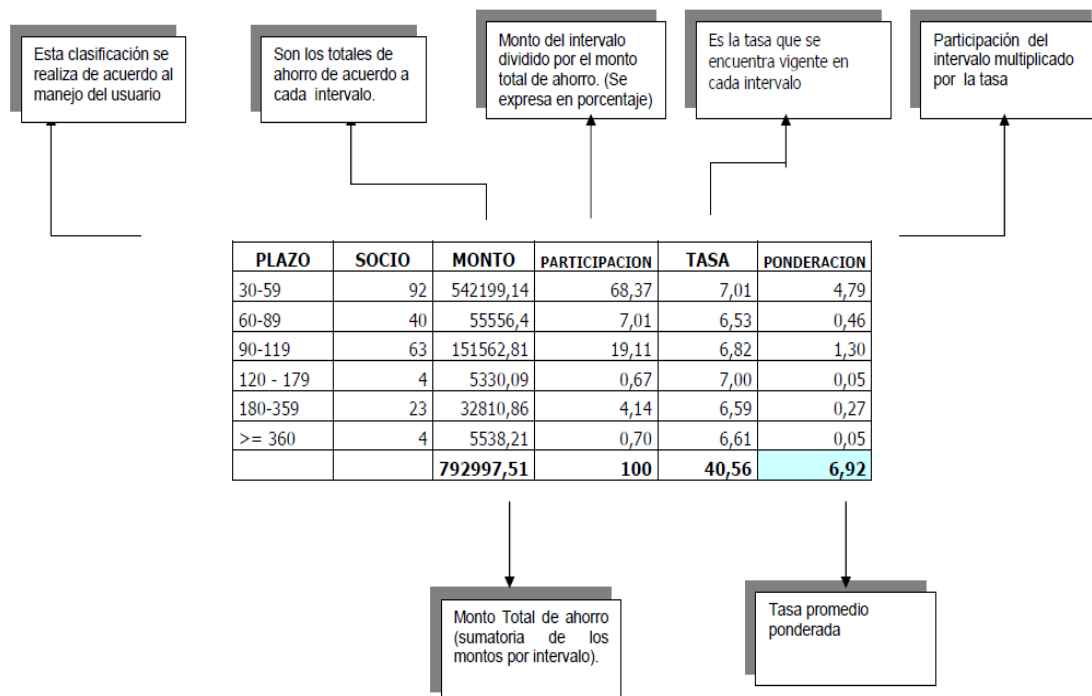 Esta clasificación se
realiza de acuerdo al
manejo del usuario
Son los totales de
ahorro de acuerdo a
cada intervalo.
Monto del intervalo
dividido por el monto
total de ahorro. (Se
expresa en porcentaje)
Es la tasa que se
encuentra vigente en
cada intervalo
Participación del
intervalo multiplicado
por la tasa
PLAZO SOCIO MONTO PARTICIPACION TASA PONDERACION
30-59 92 542199,14 68,37 7,01 4,79
60-89 40 55556,4 7,01 6,53 0,46
90-119 63 151562,81 19,11 6,82 1,30
120 - 179 4 5330,09 0,67 7,00 0,05
180-359 23 32810,86 4,14 6,59 0,27
>= 360 4 5538,21 0,70 6,61 0,05
792997,51 100 40,56 6,92
Monto Total de ahorro
(sumatoria de los
montos por intervalo).
Tasa promedio
ponderada